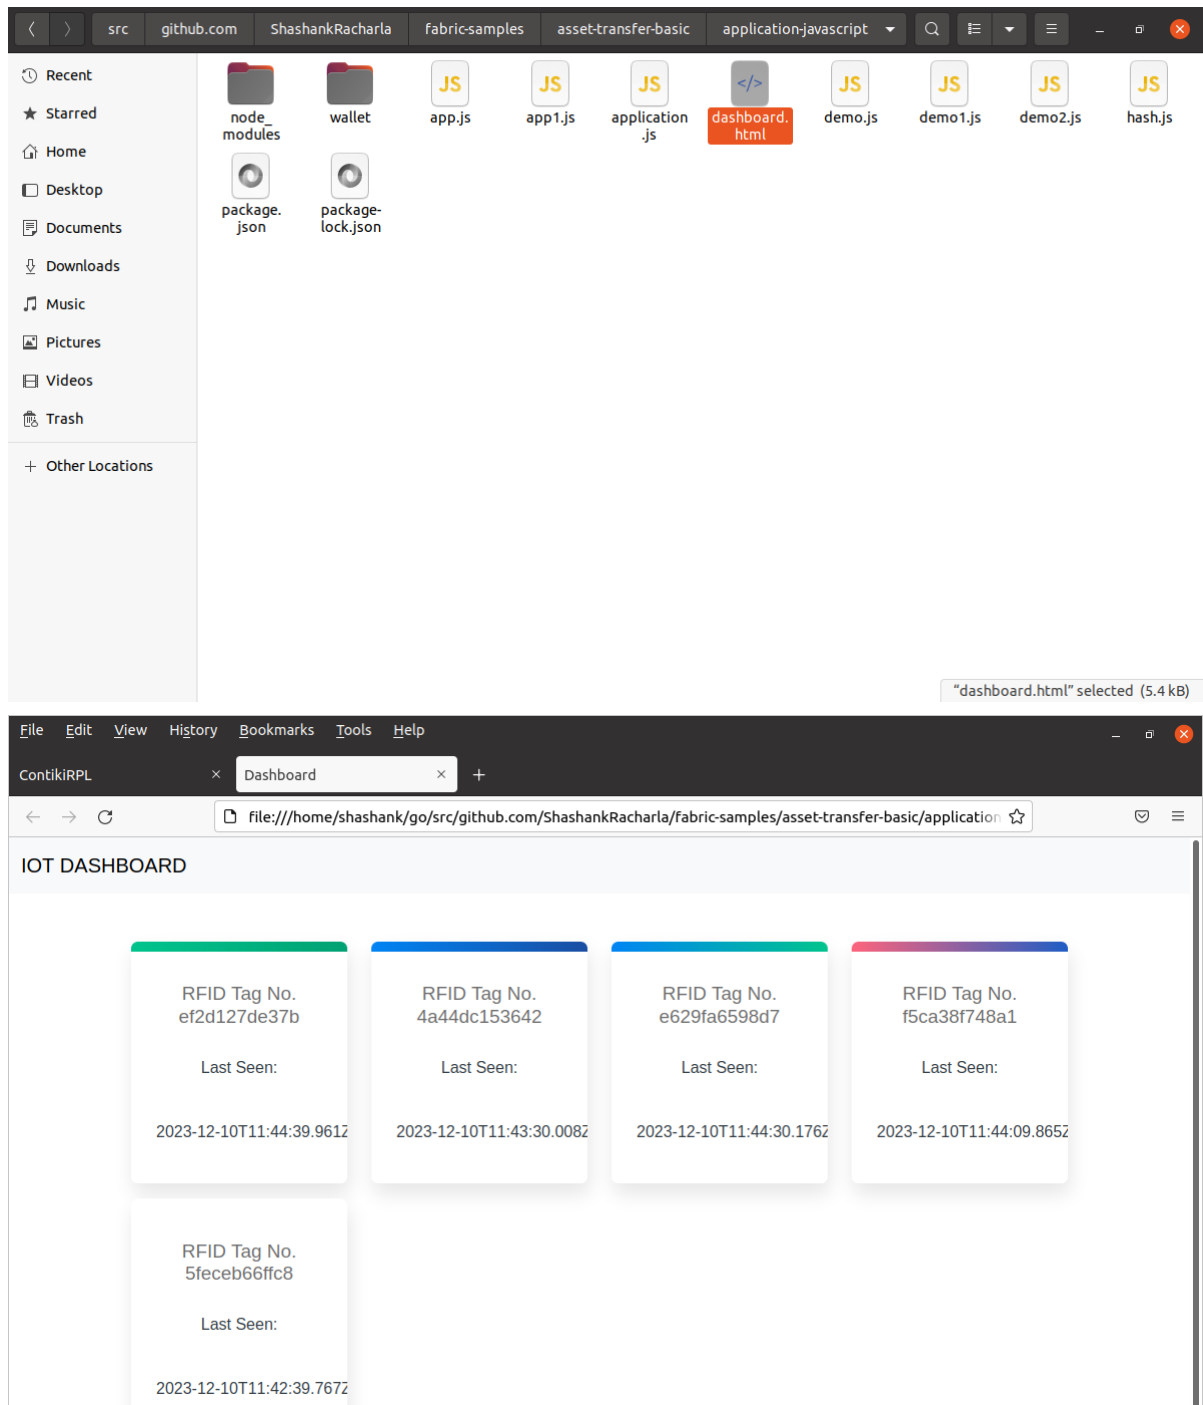 src github.com ShashankRacharla fabric-samples asset-transfer-basic application-javascript
Recent
Starred
Home
Desktop
Documents
Downloads
Music
Pictures
Videos
Trash
Other Locations
node_
modules
wallet
JS
app.js
JS
app1.js
JS
application
.js
</>
dashboard.
html
JS
demo.js
JS
demo1.js
JS
demo2.js
JS
hash.js
package.
json
package-
lock.json
“dashboard.html” selected (5.4 kB)
File Edit View History Bookmarks Tools Help
ContikiRPL
Dashboard
file:///home/shashank/go/src/github.com/ShashankRacharla/fabric-samples/asset-transfer-basic/application
IOT DASHBOARD
RFID Tag No.
ef2d127de37b
Last Seen:
2023-12-10T11:44:39.961Z
RFID Tag No.
4a44dc153642
Last Seen:
2023-12-10T11:43:30.008Z
RFID Tag No.
e629fa6598d7
Last Seen:
2023-12-10T11:44:30.176Z
RFID Tag No.
f5ca38f748a1
Last Seen:
2023-12-10T11:44:09.865Z
RFID Tag No.
5feceb66ffc8
Last Seen:
2023-12-10T11:42:39.767Z